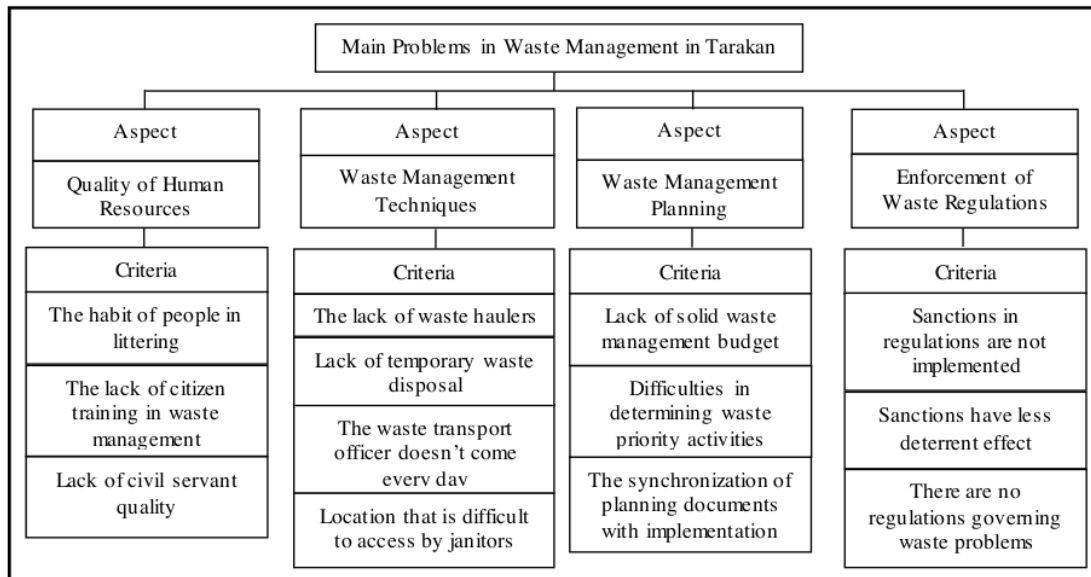 Main Problems in Waste Management in Tarakan
Aspect
Quality of Human
Resources
Criteria
The habit of people in
littering
The lack of citizen
training in waste
management
Lack of civil servant
quality
Aspect
Waste Management
Techniques
Criteria
The lack of waste haulers
Lack of temporary waste
disposal
The waste transport
officer doesn't come
every day
Location that is difficult
to access by janitors
Aspect
Waste Management
Planning
Criteria
Lack of solid waste
management budget
Difficulties in
determining waste
priority activities
The synchronization of
planning documents
with implementation
Aspect
Enforcement of
Waste Regulations
Criteria
Sanctions in
regulations are not
implemented
Sanctions have less
deterrent effect
There are no
regulations governing
waste problems